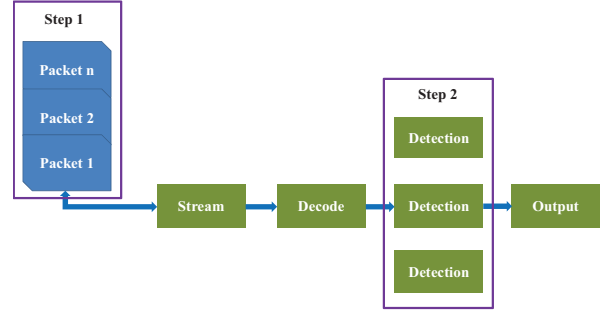 Step 1
Packet n
Packet 2
Packet 1
Stream
Decode
Step 2
Detection
Detection
Detection
Output